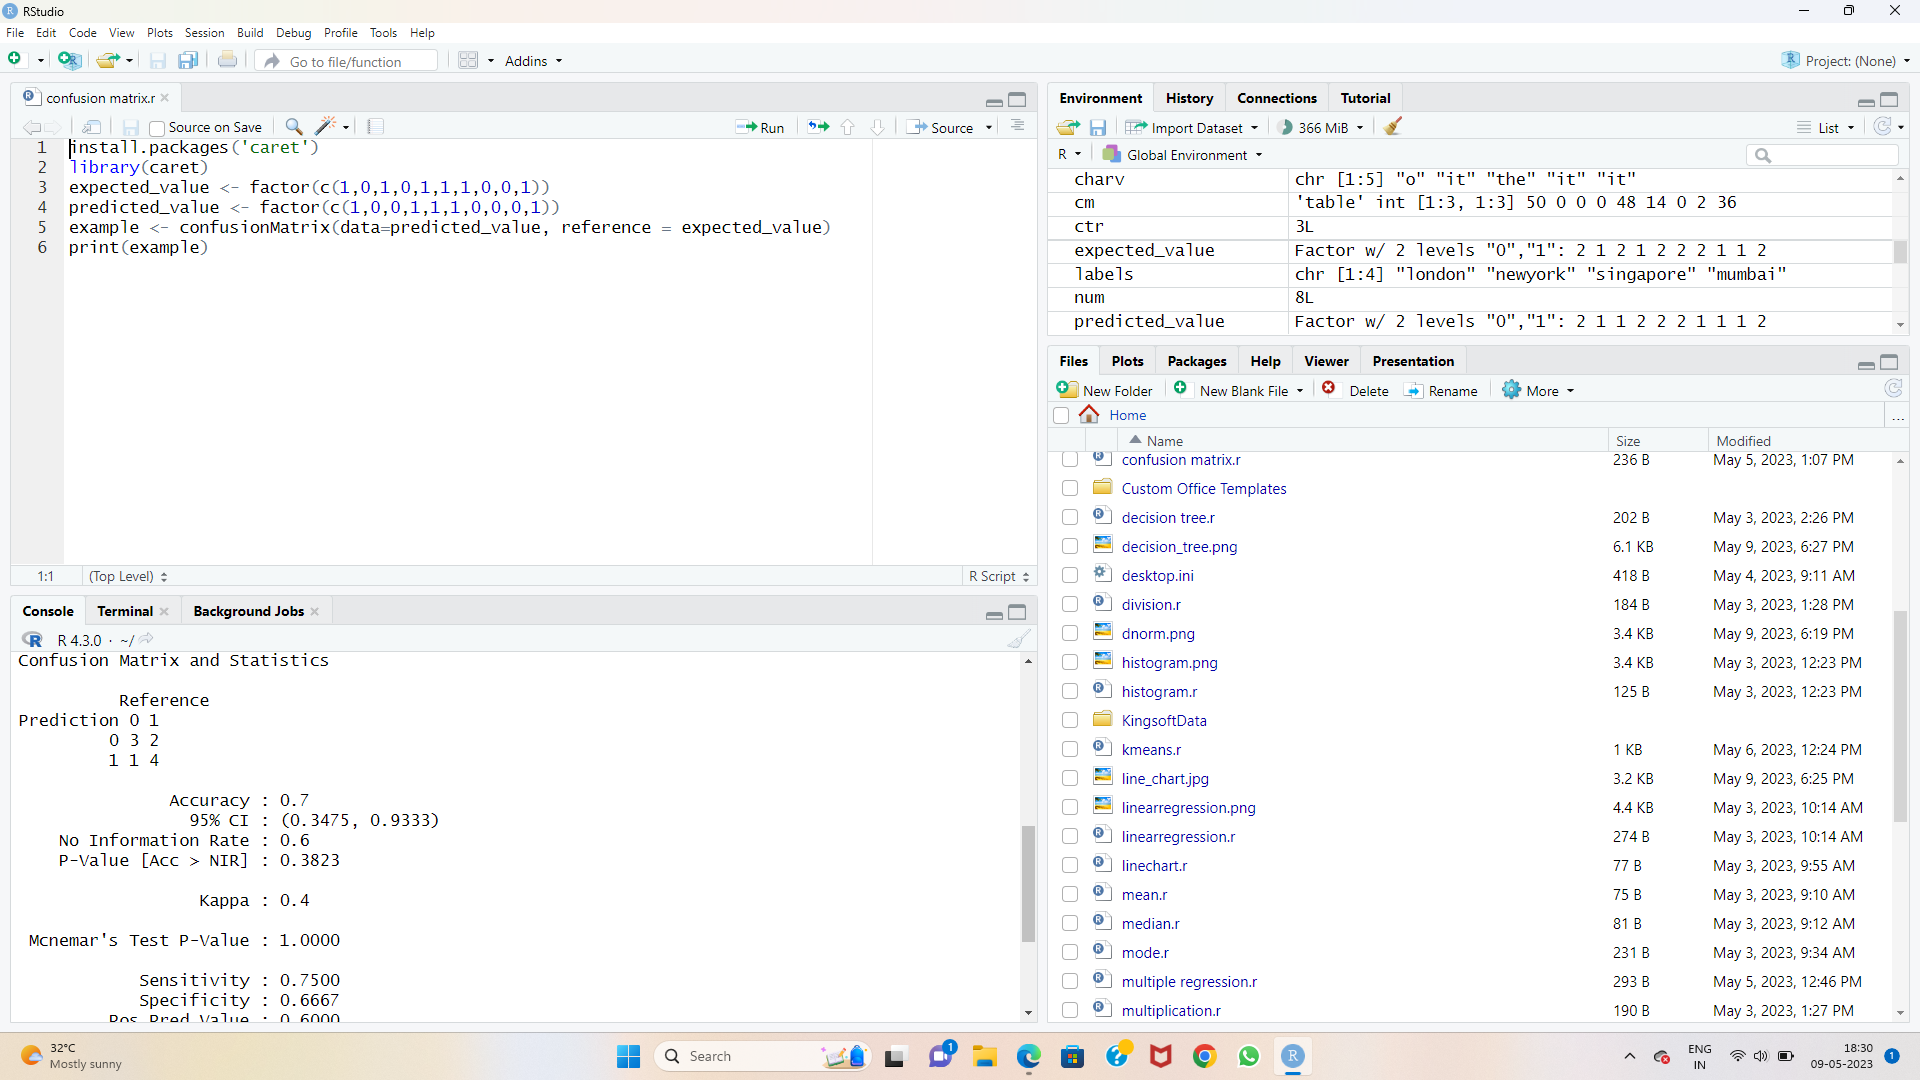 RStudio
File Edit Code View Plots Session Build Debug Profile Tools Help
Go to file/function Addins Project: (None)
confusion matrix.r
Source on Save Run Source
1 install.packages('caret')
2 library(caret)
3 expected_value <- factor(c(1,0,1,0,1,1,1,0,0,1))
4 predicted_value <- factor(c(1,0,0,1,1,1,0,0,0,1))
5 example <- confusionMatrix(data=predicted_value, reference = expected_value)
6 print(example)
1:1 (Top Level) R Script
Console Terminal Background Jobs
R 4.3.0 · ~/
Confusion Matrix and Statistics
Reference
Prediction 0 1
0 3 2
1 1 4
Accuracy : 0.7
95% CI : (0.3475, 0.9333)
No Information Rate : 0.6
P-Value [Acc > NIR] : 0.3823
Kappa : 0.4
Mcnemar's Test P-Value : 1.0000
Sensitivity : 0.7500
Specificity : 0.6667
Pos Pred Value : 0.6000
Environment History Connections Tutorial
Import Dataset 366 MiB List
R Global Environment
charv chr [1:5] "o" "it" "the" "it" "it"
cm 'table' int [1:3, 1:3] 50 0 0 0 48 14 0 2 36
ctr 3L
expected_value Factor w/ 2 levels "0","1": 2 1 2 1 2 2 2 1 1 2
labels chr [1:4] "london" "newyork" "singapore" "mumbai"
num 8L
predicted_value Factor w/ 2 levels "0","1": 2 1 1 2 2 2 1 1 1 2
Files Plots Packages Help Viewer Presentation
New Folder New Blank File Delete Rename More
Home ...
Name Size Modified
confusion matrix.r 236 B May 5, 2023, 1:07 PM
Custom Office Templates
decision tree.r 202 B May 3, 2023, 2:26 PM
decision_tree.png 6.1 KB May 9, 2023, 6:27 PM
desktop.ini 418 B May 4, 2023, 9:11 AM
division.r 184 B May 3, 2023, 1:28 PM
dnorm.png 3.4 KB May 9, 2023, 6:19 PM
histogram.png 3.4 KB May 3, 2023, 12:23 PM
histogram.r 125 B May 3, 2023, 12:23 PM
KingsoftData
kmeans.r 1 KB May 6, 2023, 12:24 PM
line_chart.jpg 3.2 KB May 9, 2023, 6:25 PM
linearregression.png 4.4 KB May 3, 2023, 10:14 AM
linearregression.r 274 B May 3, 2023, 10:14 AM
linechart.r 77 B May 3, 2023, 9:55 AM
mean.r 75 B May 3, 2023, 9:10 AM
median.r 81 B May 3, 2023, 9:12 AM
mode.r 231 B May 3, 2023, 9:34 AM
multiple regression.r 293 B May 5, 2023, 12:46 PM
multiplication.r 190 B May 3, 2023, 1:27 PM
32°C
Mostly sunny
Search
1
ENG
IN
18:30
09-05-2023
1